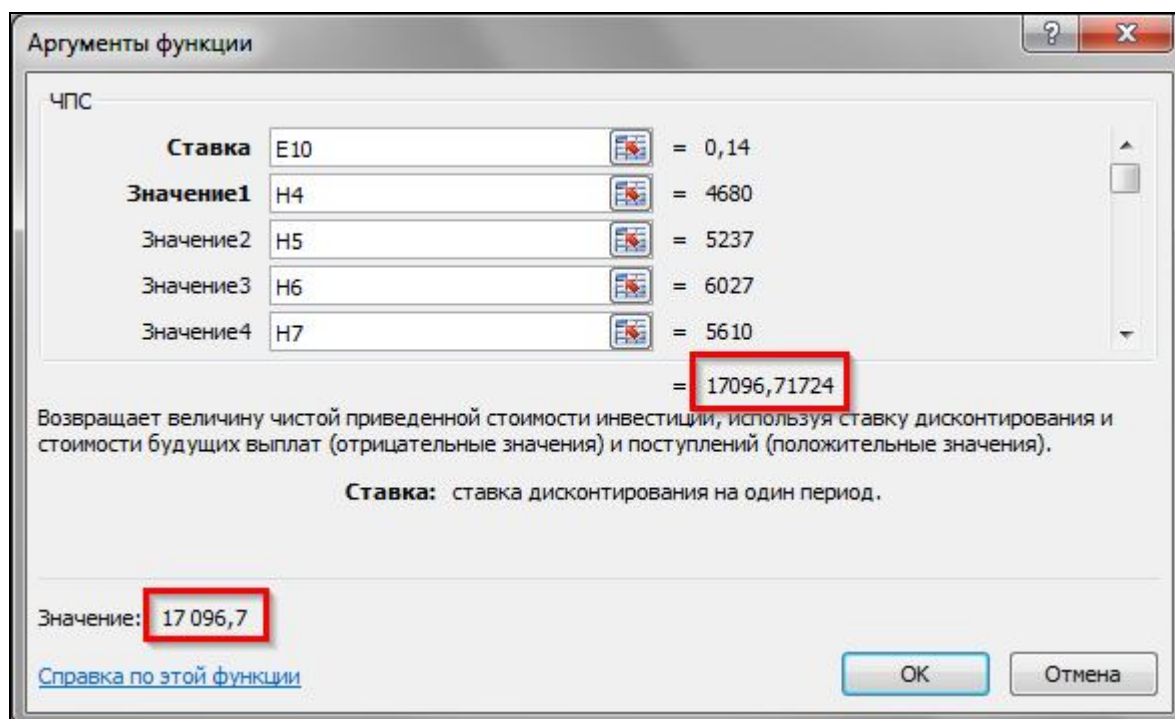 Аргументы функции
ЧПС
Ставка E10 = 0,14
Значение1 H4 = 4680
Значение2 H5 = 5237
Значение3 H6 = 6027
Значение4 H7 = 5610
= 17096,71724
Возвращает величину чистой приведенной стоимости инвестиции, используя ставку дисконтирования и
стоимости будущих выплат (отрицательные значения) и поступлений (положительные значения).
Ставка: ставка дисконтирования на один период.
Значение: 17 096,7
Справка по этой функции
OK Отмена